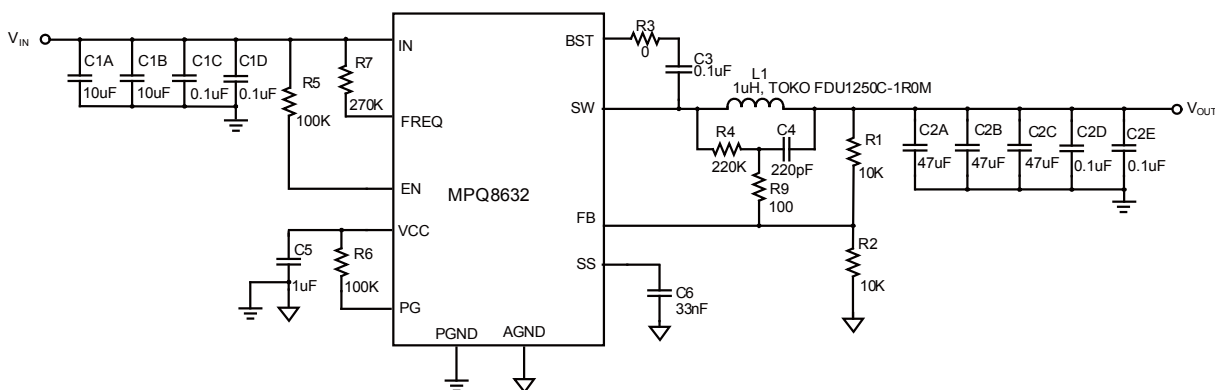 V_IN
C1A
10uF
C1B
10uF
C1C
0.1uF
C1D
0.1uF
R5
100K
R7
270K
IN
FREQ
EN
VCC
PG
C5
1uF
R6
100K
MPQ8632
PGND
AGND
BST
SW
FB
SS
R3
0
C3
0.1uF
L1
1uH, TOKO FDU1250C-1R0M
R4
220K
C4
220pF
R9
100
R1
10K
R2
10K
C6
33nF
C2A
47uF
C2B
47uF
C2C
47uF
C2D
0.1uF
C2E
0.1uF
V_OUT